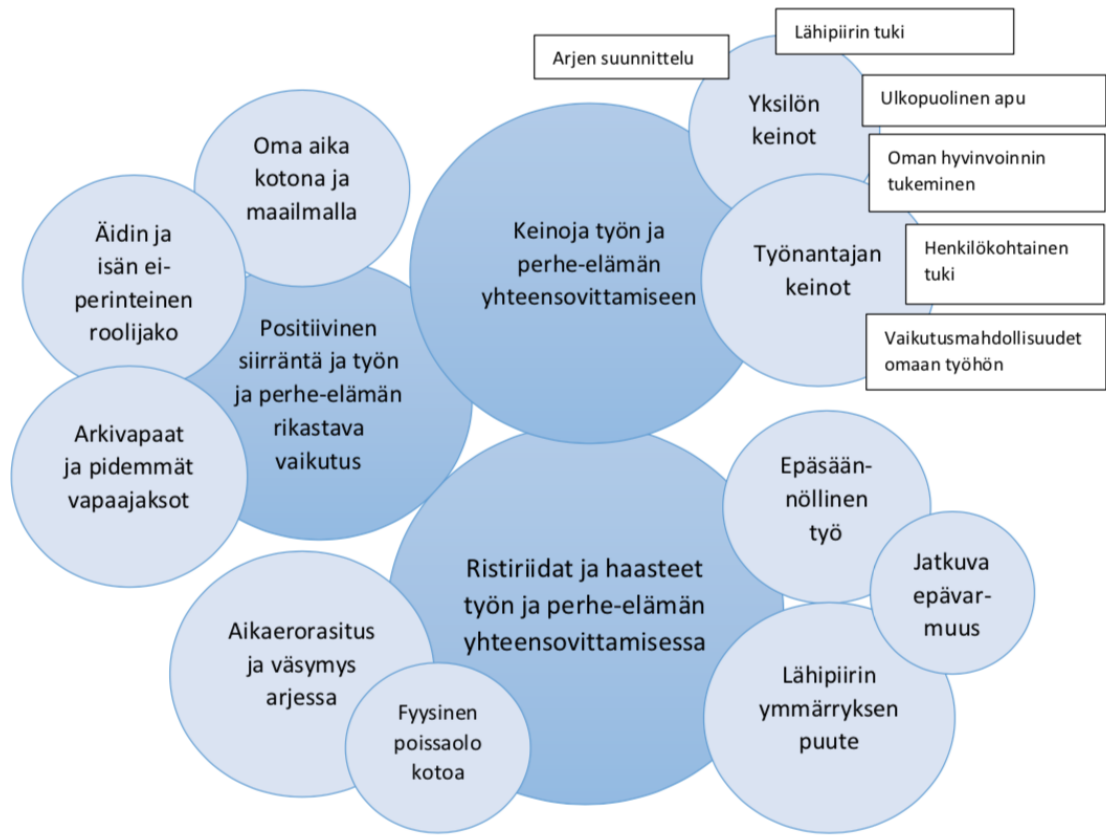 Lähipiirin tuki
Arjen suunnittelu
Yksilön
keinot
Ulkopuolinen apu
Oman hyvinvoinnin
tukeminen
Työnantajan
keinot
Henkilökohtainen
tuki
Vaikutusmahdollisuudet
omaan työhön
Keinoja työn ja
perhe-elämän
yhteensovittamiseen
Oma aika
kotona ja
maailmalla
Äidin ja
isän ei-
perinteinen
roolijako
Positiivinen
siirräntä ja työn
ja perhe-elämän
rikastava
vaikutus
Arkivapaat
ja pidemmät
vapaajaksot
Ristiriidat ja haasteet
työn ja perhe-elämän
yhteensovittamisessa
Epäsään-
nöllinen
työ
Jatkuva
epävar-
muus
Lähipiirin
ymmärryksen
puute
Aikaerorasitus
ja väsymys
arjessa
Fyysinen
poissaolo
kotoa